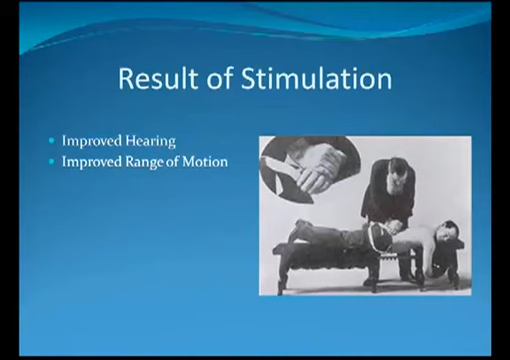 Result of Stimulation
Improved Hearing
Improved Range of Motion